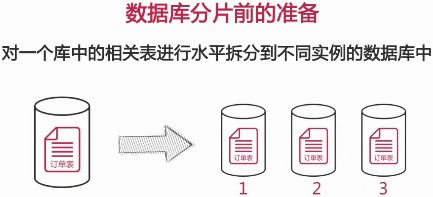 数据库分片前的准备
对一个库中的相关表进行水平拆分到不同实例的数据库中
订单表
订单表
订单表
订单表
1
2
3